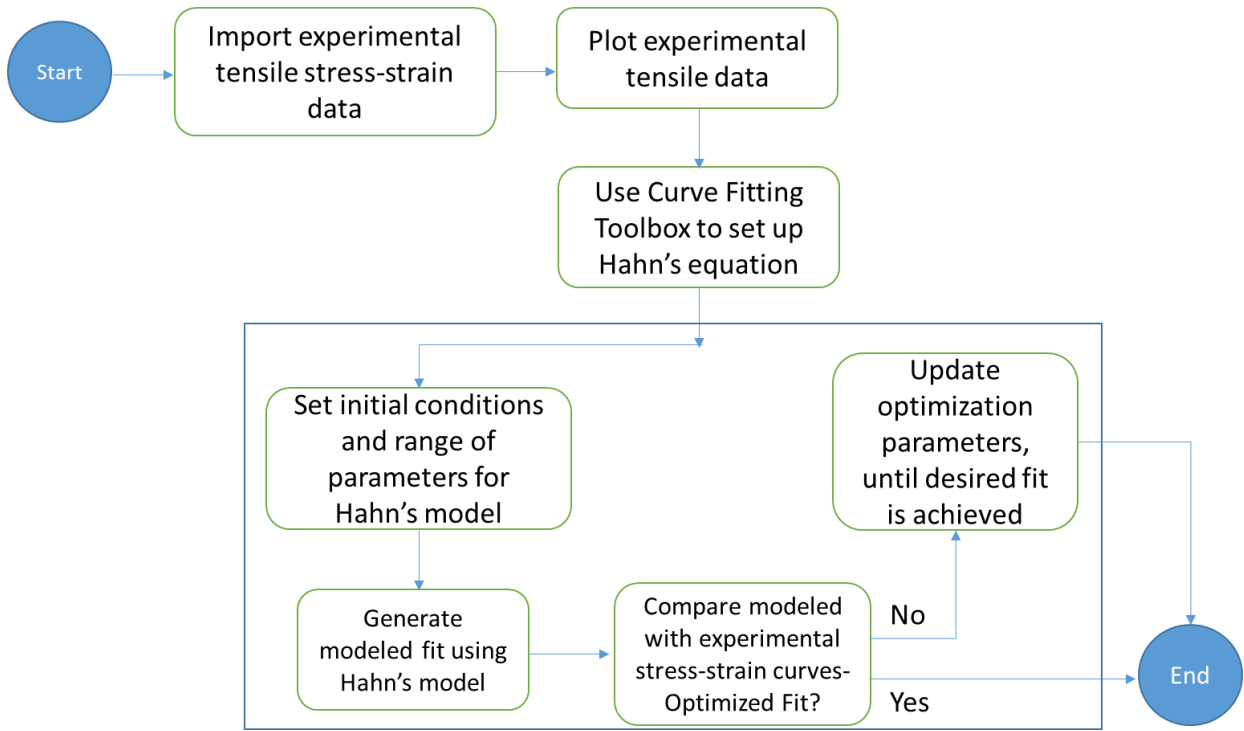 Start
Import experimental
tensile stress-strain
data
Plot experimental
tensile data
Use Curve Fitting
Toolbox to set up
Hahn’s equation
Set initial conditions
and range of
parameters for
Hahn’s model
Update
optimization
parameters,
until desired fit
is achieved
Generate
modeled fit using
Hahn’s model
Compare modeled
with experimental
stress-strain curves-
Optimized Fit?
No
Yes
End